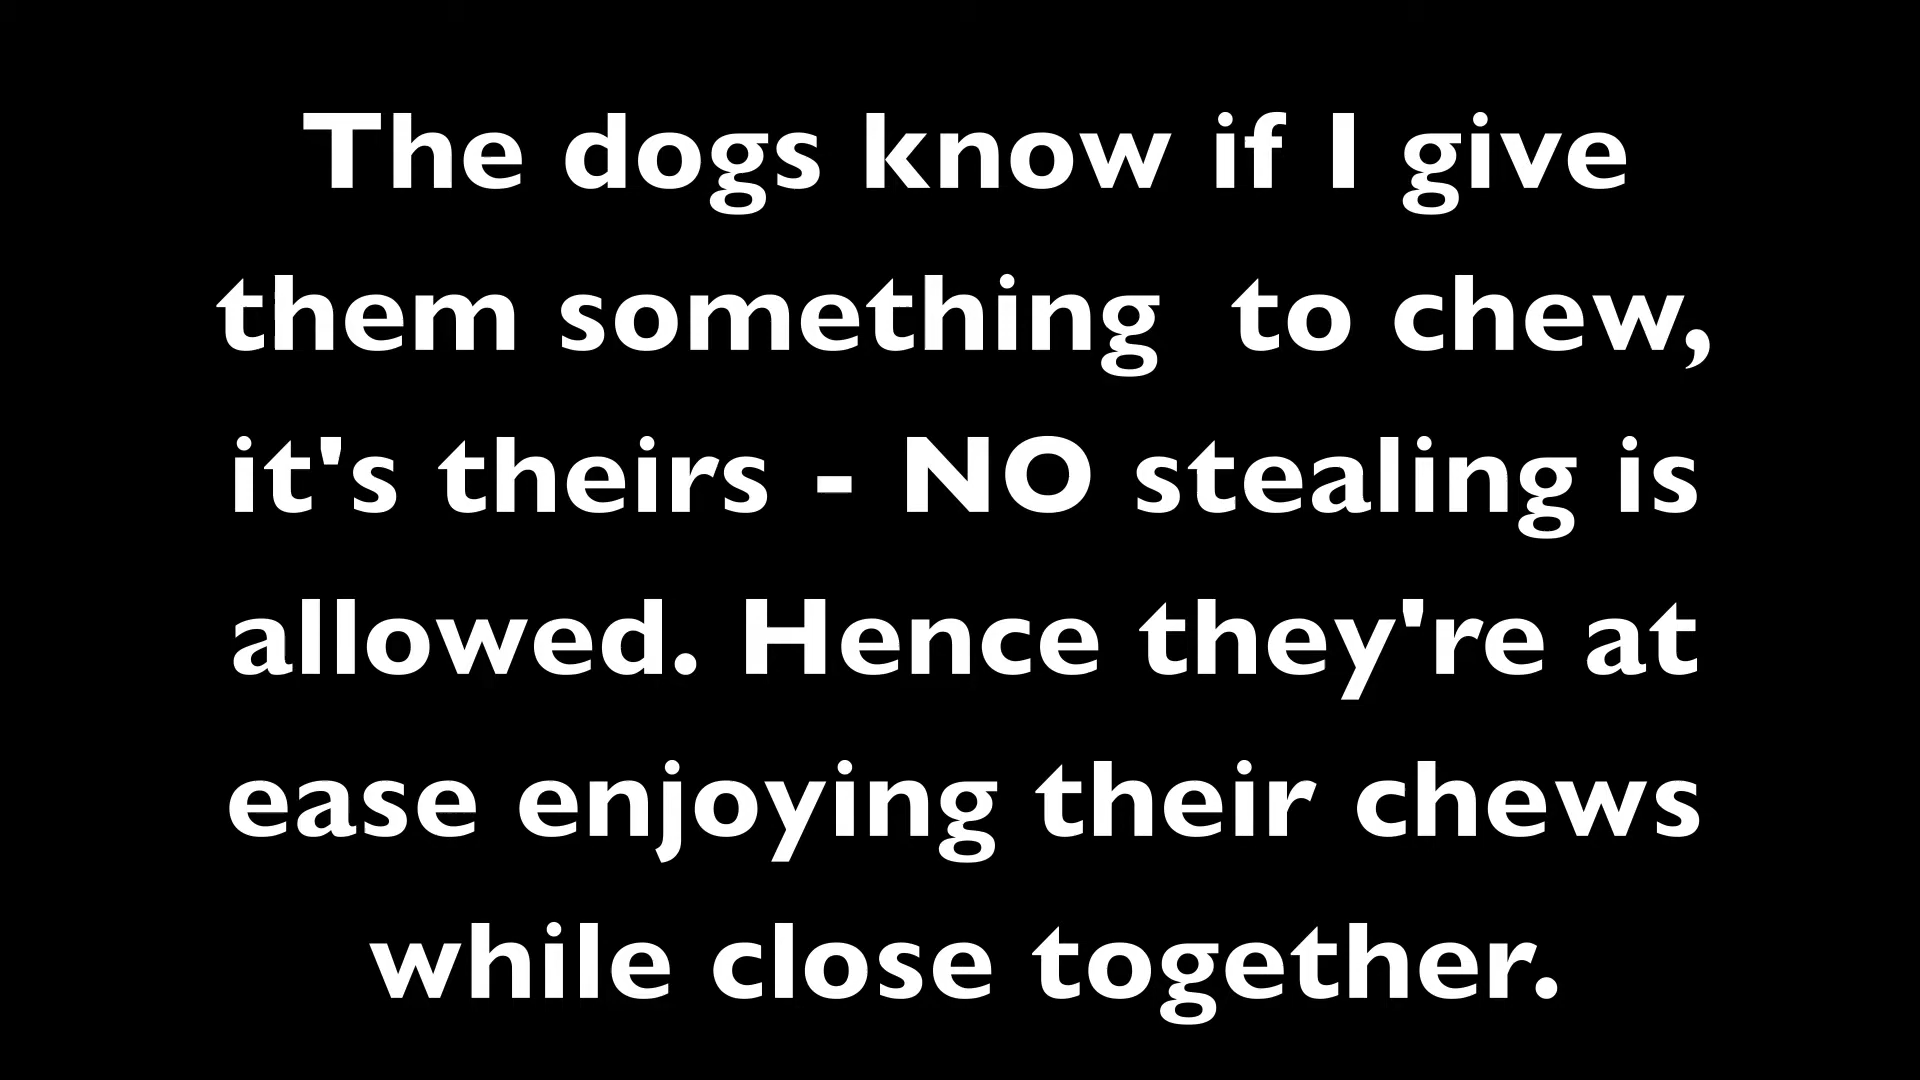 The dogs know if I give
them something  to chew,
it's theirs - NO stealing is
allowed. Hence they're at
ease enjoying their chews
while close together.